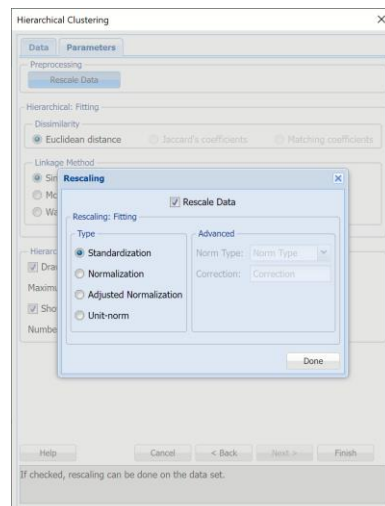 Hierarchical Clustering
Data Parameters
Preprocessing
Rescale Data
Hierarchical: Fitting
Dissimilarity
Euclidean distance Jaccard's coefficients Matching coefficients
Linkage Method
Rescaling
Rescale Data
Rescaling: Fitting
Type Advanced
Standardization Norm Type: Norm Type
Normalization Correction: Correction
Adjusted Normalization
Unit-norm
Done
Help Cancel < Back Next > Finish
If checked, rescaling can be done on the data set.